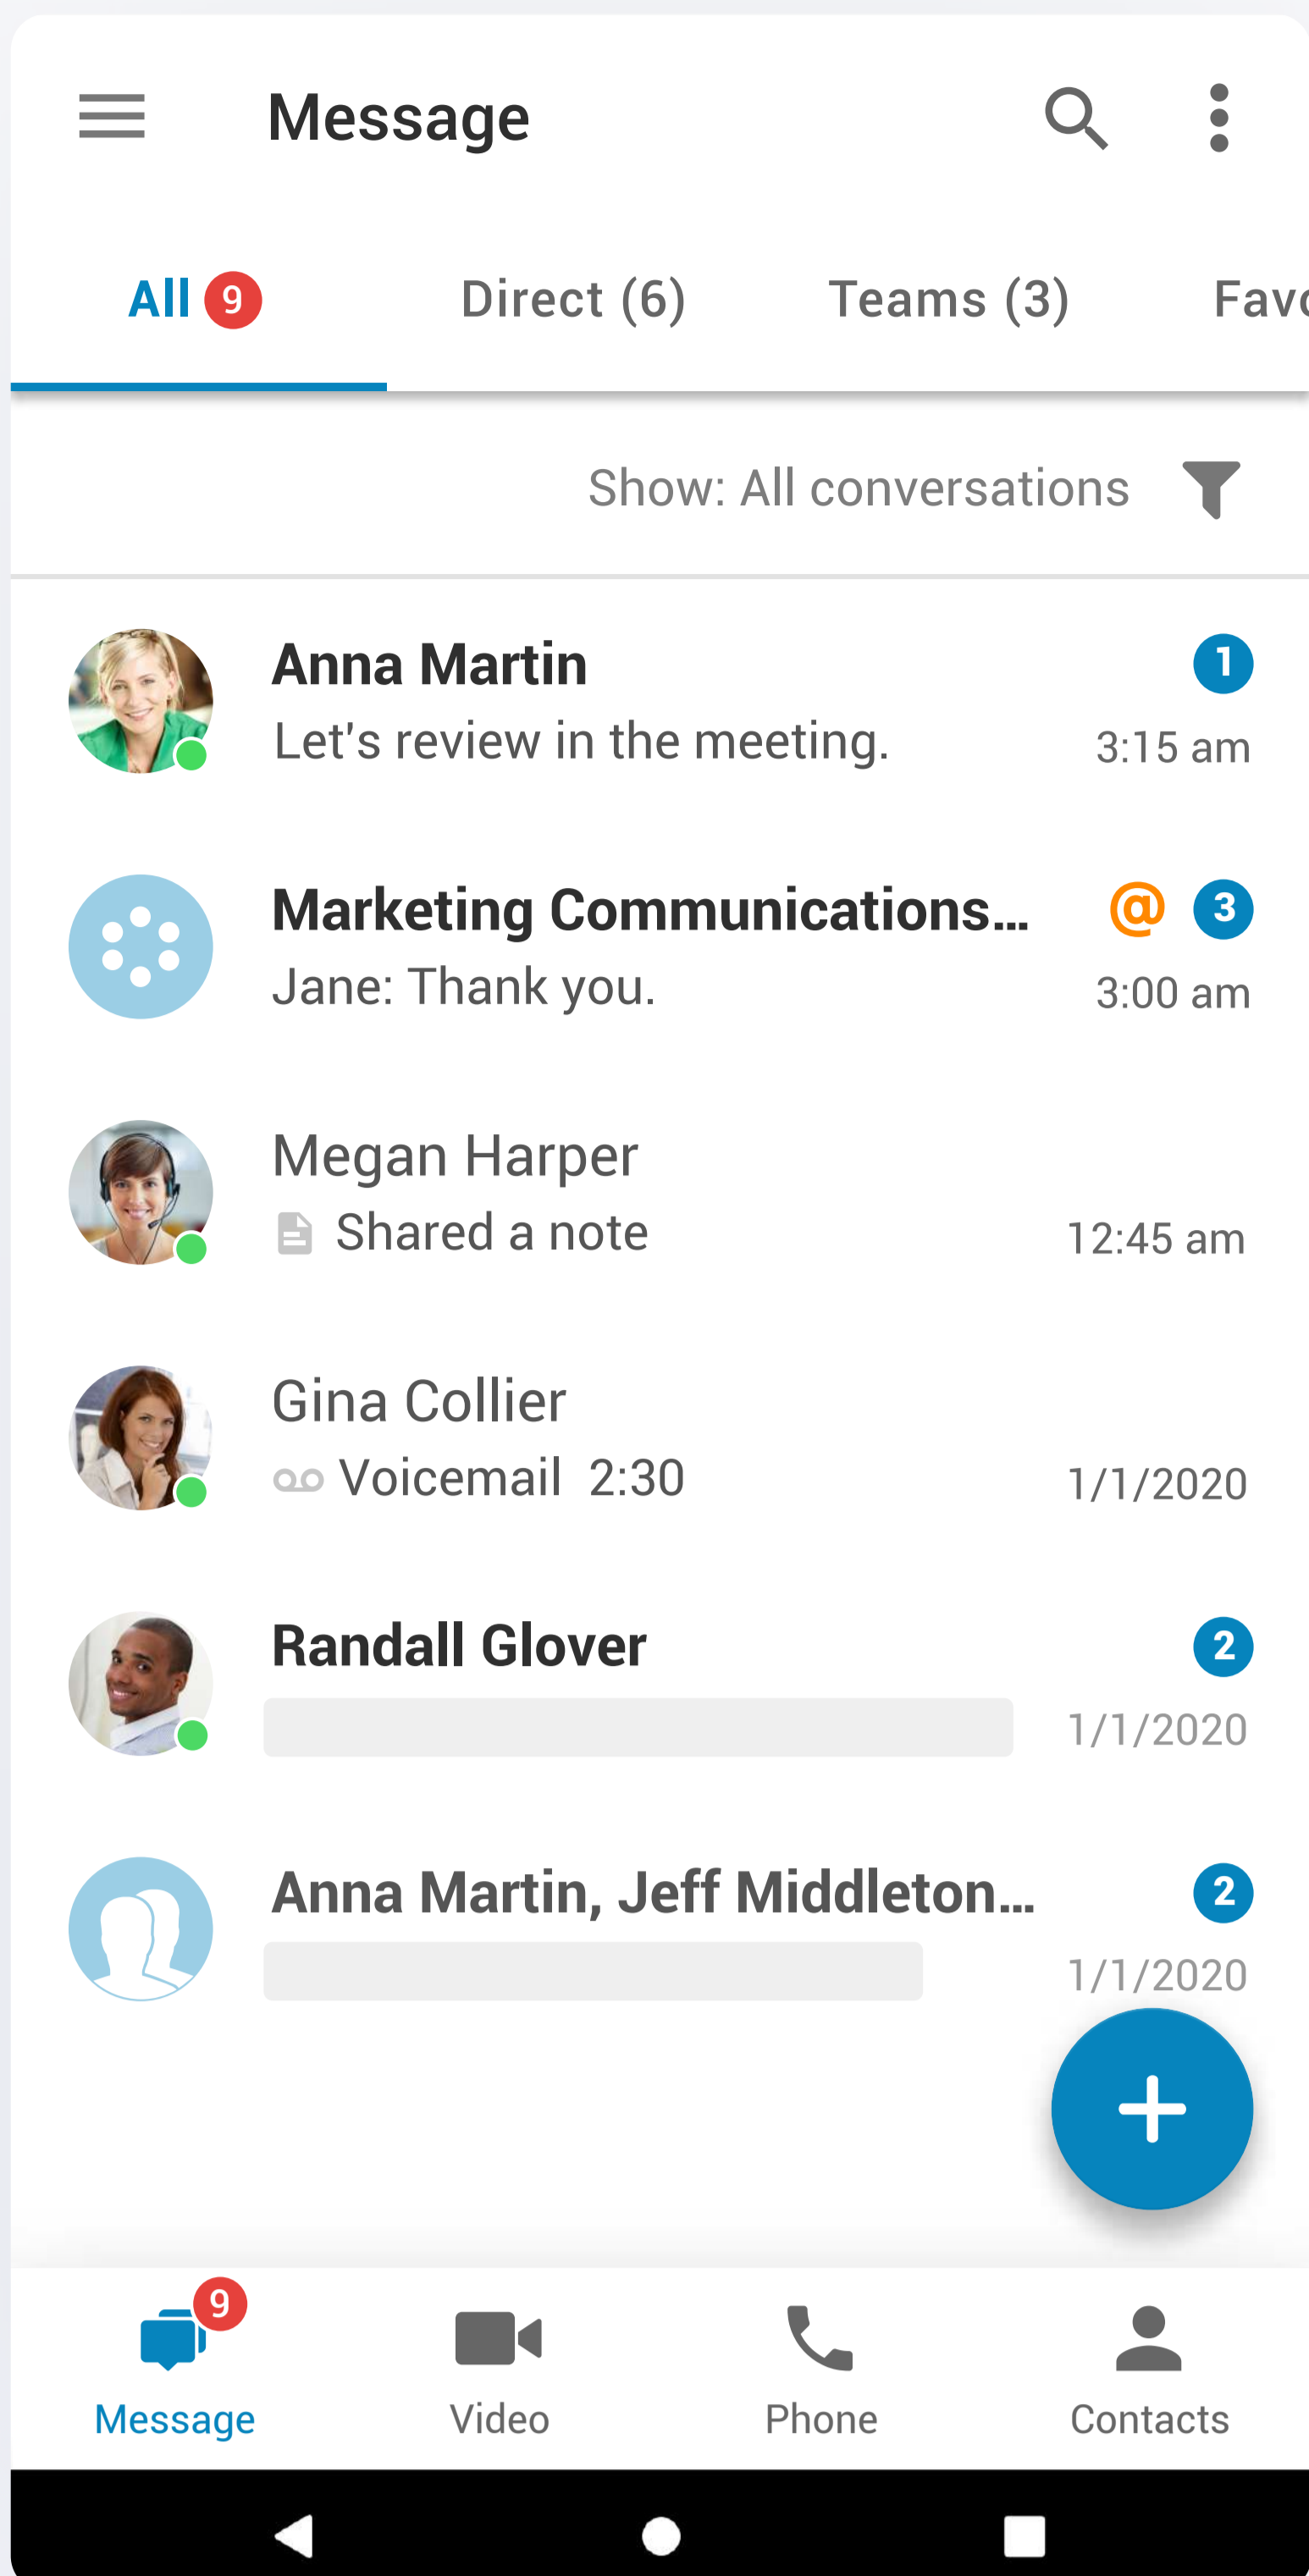 Message
All 9 Direct (6) Teams (3) Favo
Show: All conversations
Anna Martin 1
Let's review in the meeting. 3:15 am
Marketing Communications... @ 3
Jane: Thank you. 3:00 am
Megan Harper
Shared a note 12:45 am
Gina Collier
Voicemail 2:30 1/1/2020
Randall Glover 2
1/1/2020
Anna Martin, Jeff Middleton... 2
1/1/2020
9
Message Video Phone Contacts